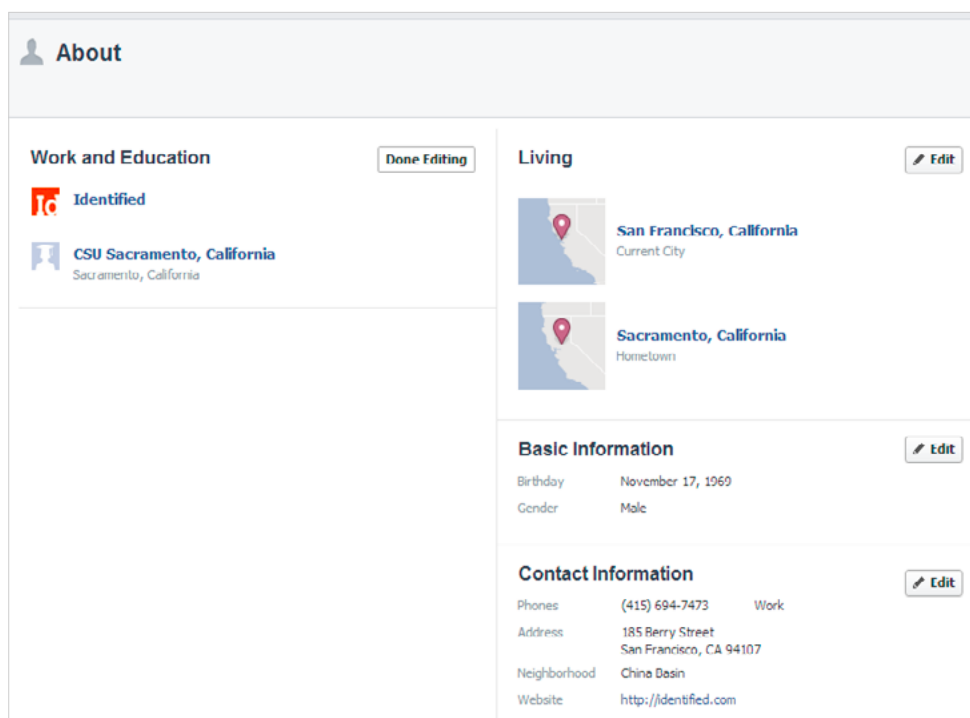 About
Work and Education
Done Editing
Id
Identified
CSU Sacramento, California
Sacramento, California
Living
Edit
San Francisco, California
Current City
Sacramento, California
Hometown
Basic Information
Edit
Birthday November 17, 1969
Gender Male
Contact Information
Edit
Phones (415) 694-7473 Work
Address 185 Berry Street
San Francisco, CA 94107
Neighborhood China Basin
Website http://identified.com